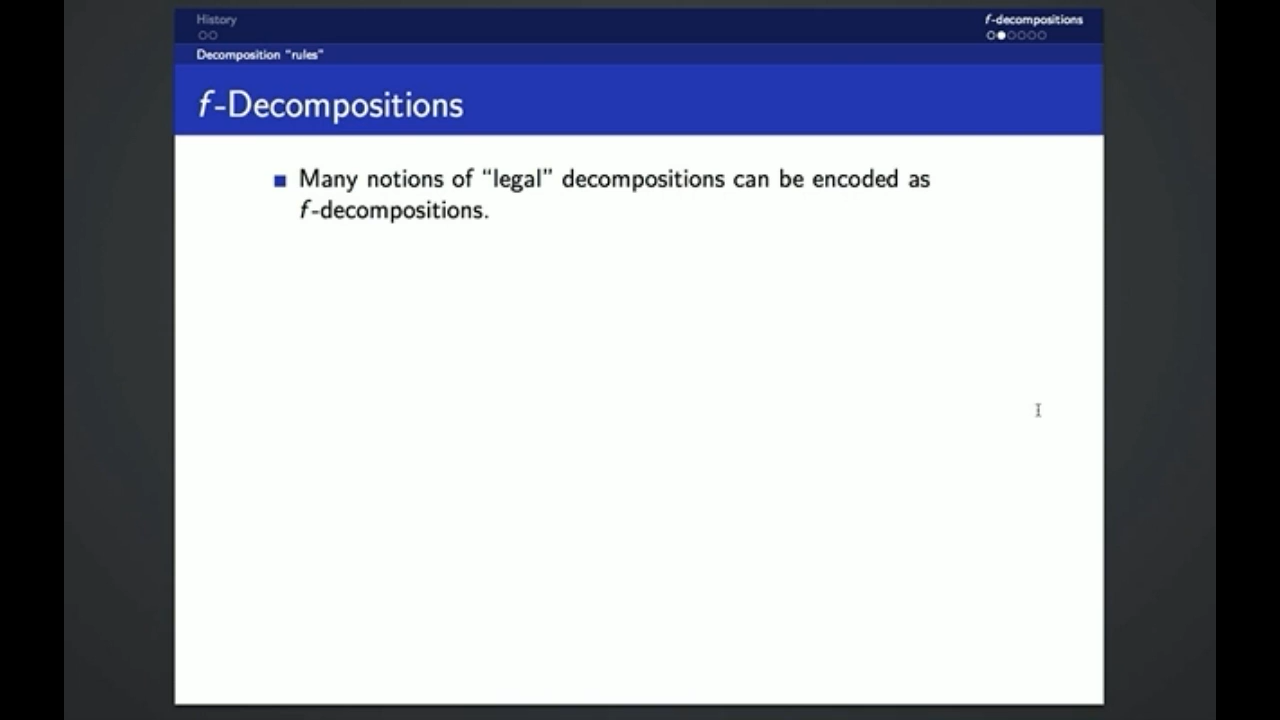 History
f-decompositions
Decomposition "rules"
f-Decompositions
Many notions of “legal” decompositions can be encoded as
f-decompositions.